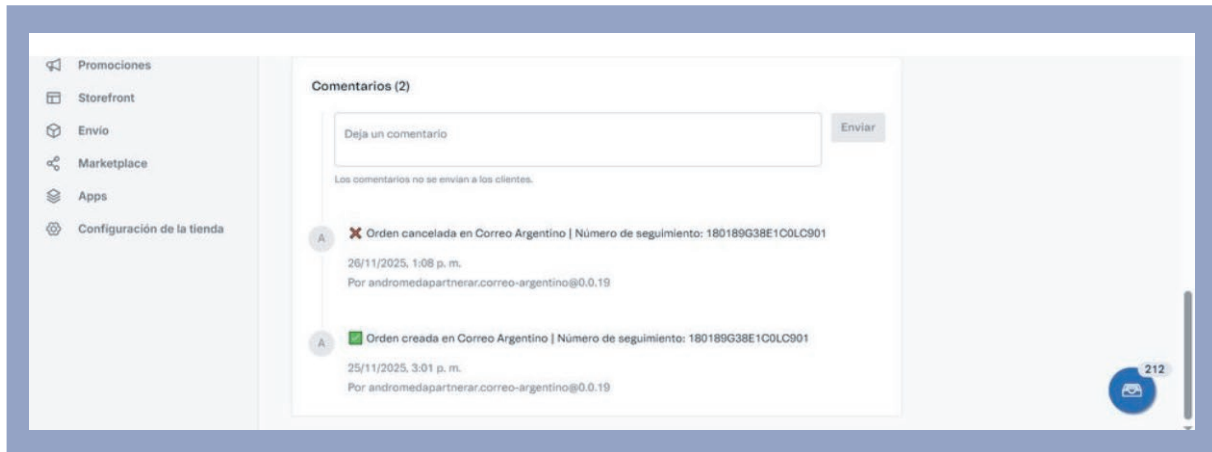 Promociones
Storefront
Envío
Marketplace
Apps
Configuración de la tienda
Comentarios (2)
Deja un comentario
Enviar
Los comentarios no se envían a los clientes.
A
❌ Orden cancelada en Correo Argentino | Número de seguimiento: 180189G38E1C0LC901
26/11/2025, 1:08 p. m.
Por andromedapartnerar.correo-argentino@0.0.19
A
✅ Orden creada en Correo Argentino | Número de seguimiento: 180189G38E1C0LC901
25/11/2025, 3:01 p. m.
Por andromedapartnerar.correo-argentino@0.0.19
212